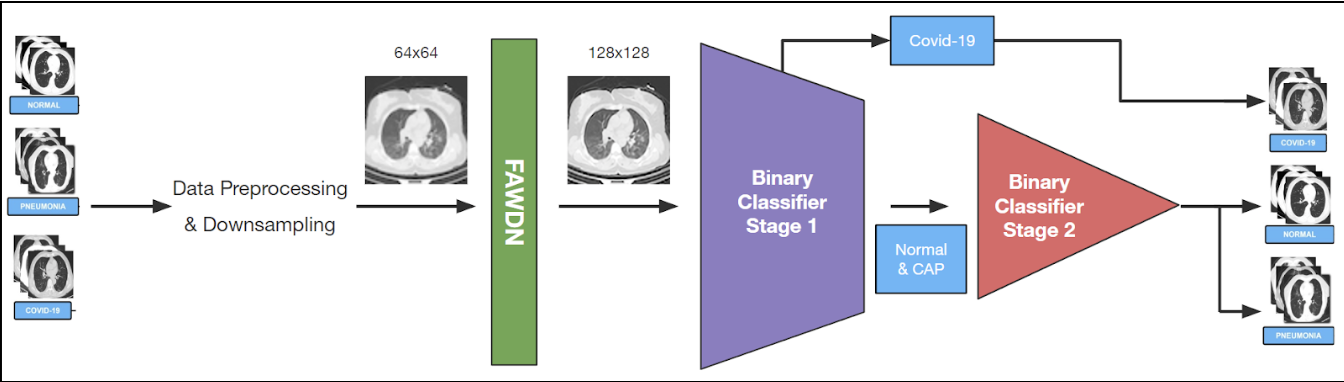 NORMAL
PNEUMONIA
COVID-19
Data Preprocessing
& Downsampling
64x64
FAWDN
128x128
Binary
Classifier
Stage 1
Covid-19
Normal
& CAP
Binary
Classifier
Stage 2
COVID-19
NORMAL
PNEUMONIA